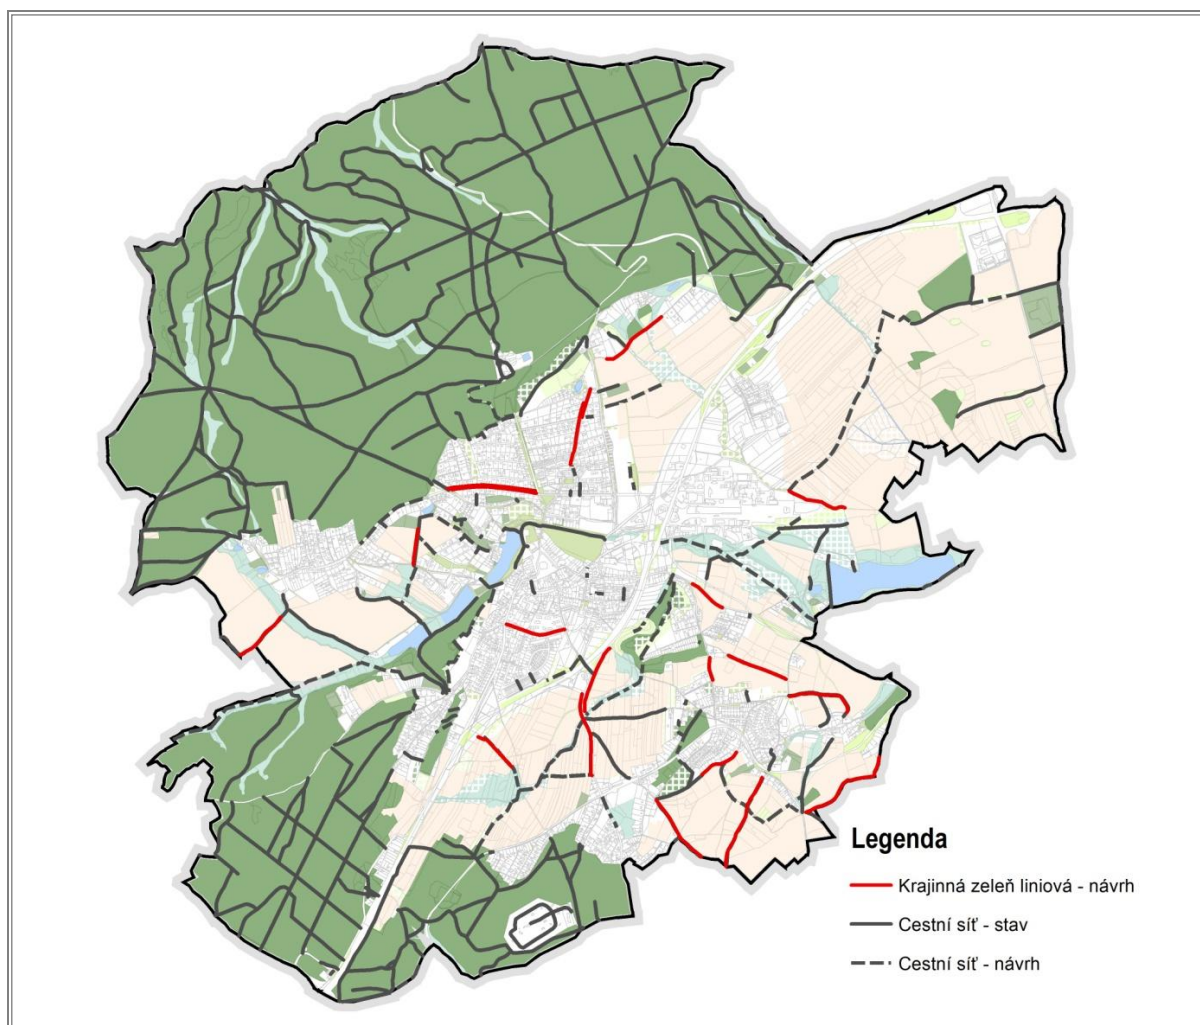 Legenda
Krajinná zeleň liniová - návrh
Cestní síť - stav
Cestní síť - návrh